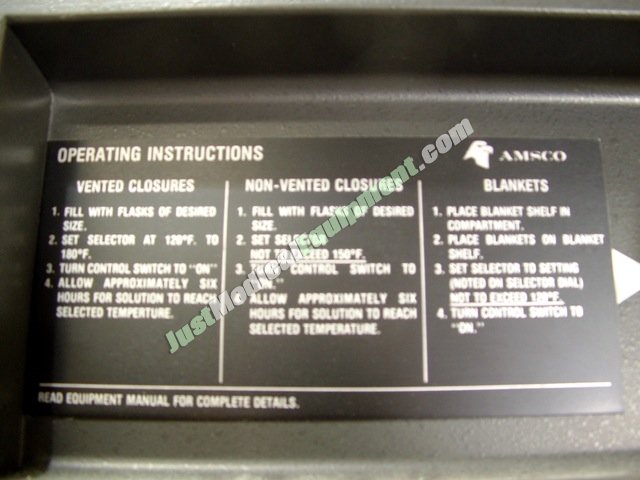 OPERATING INSTRUCTIONS
AMSCO
VENTED CLOSURES
1. FILL WITH FLASKS OF DESIRED
SIZE.
2. SET SELECTOR AT 120°F. TO
180°F.
3. TURN CONTROL SWITCH TO "ON"
4. ALLOW APPROXIMATELY SIX
HOURS FOR SOLUTION TO REACH
SELECTED TEMPERTURE.
NON-VENTED CLOSURES
1. FILL WITH FLASKS OF DESIRED
SIZE.
2. SET
NOT TO EXCEED 150°F.
CONTROL SWITCH TO
ALLOW APPROXIMATELY SIX
HOURS FOR SOLUTION TO REACH
SELECTED TEMPERATURE.
BLANKETS
1. PLACE BLANKET SHELF IN
COMPARTMENT.
2. PLACE BLANKETS ON BLANKET
SHELF.
3. SET SELECTOR TO SETTING
(NOTED ON SELECTOR DIAL)
NOT TO EXCEED
4. TURN CONTROL SWITCH TO
"ON."
READ EQUIPMENT MANUAL FOR COMPLETE DETAILS.
JustMedicalEquipment.com